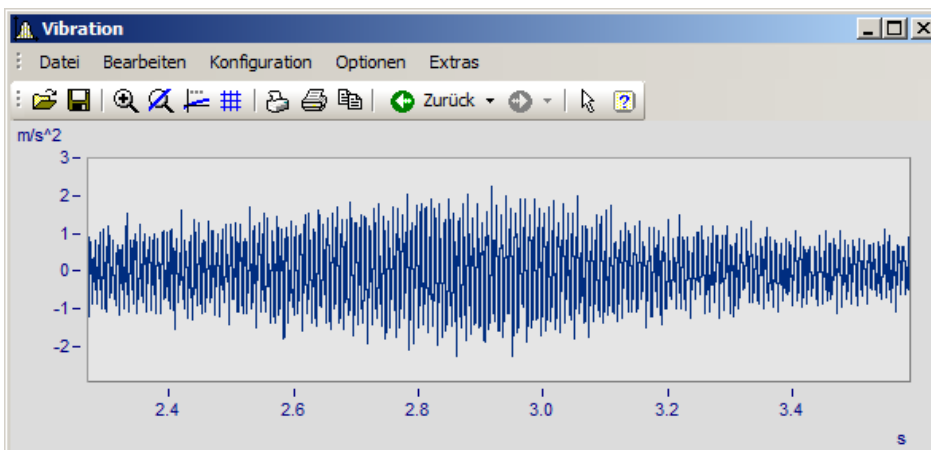 Vibration
Datei Bearbeiten Konfiguration Optionen Extras
Zurück
m/s^2
3
2
1
0
-1
-2
2.4 2.6 2.8 3.0 3.2 3.4
s